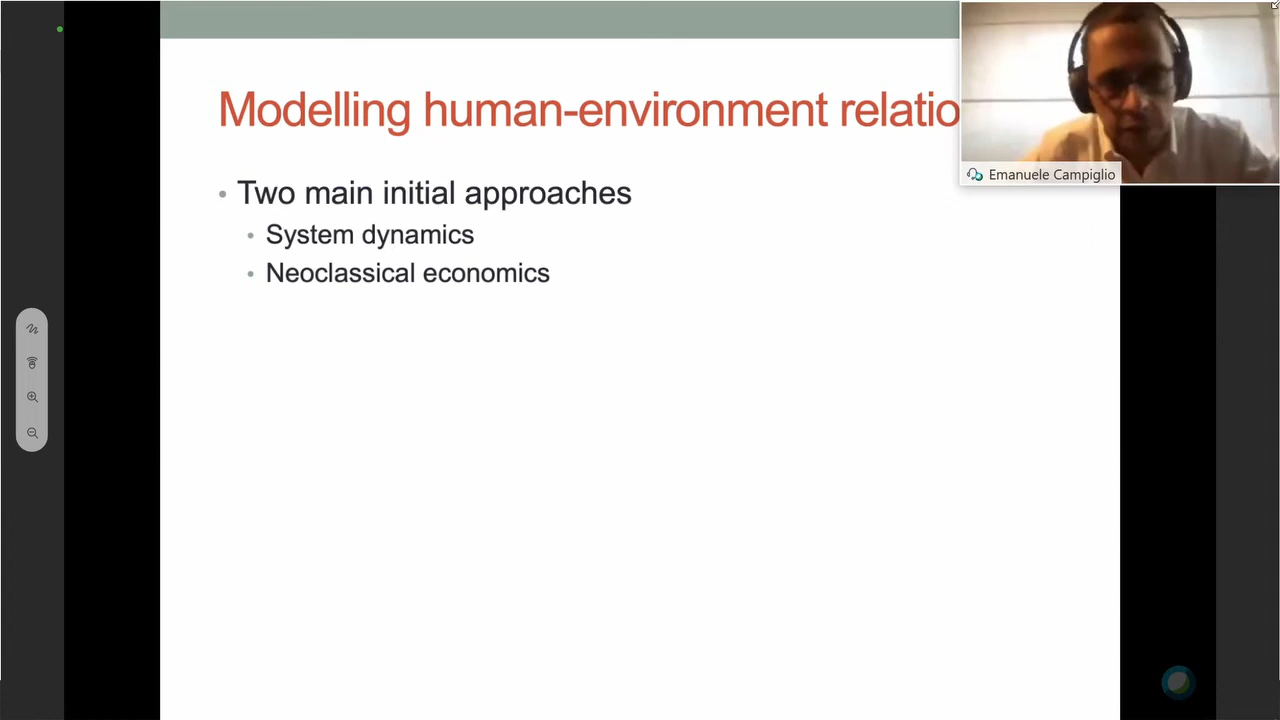 Modelling human-environment relatio
• Two main initial approaches
• System dynamics
• Neoclassical economics
Emanuele Campiglio